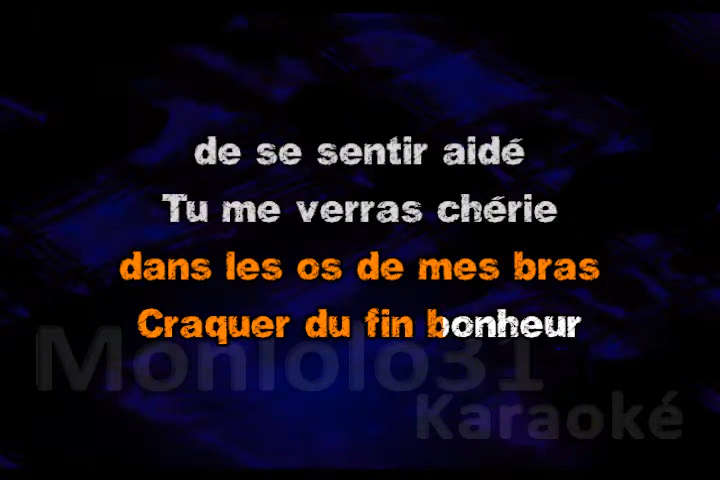 de se sentir aidé
Tu me verras chérie
dans les os de mes bras
Craquer du fin bonheur
Monlolo31
Karaoké